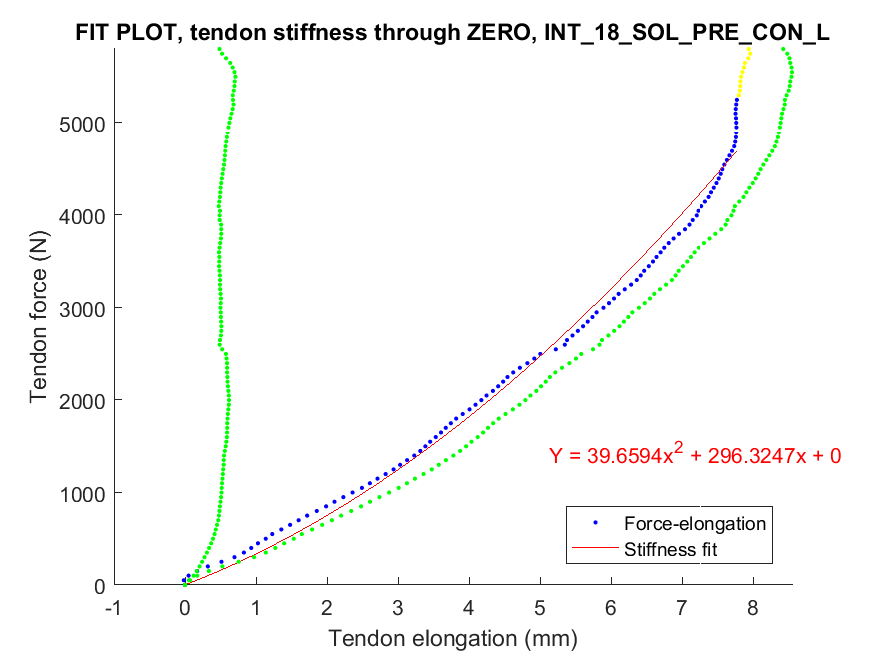 FIT PLOT, tendon stiffness through ZERO, INT_18_SOL_PRE_CON_L
Tendon force (N)
5000
4000
3000
2000
1000
0
Y = 39.6594x² + 296.3247x + 0
Force-elongation
Stiffness fit
-1 0 1 2 3 4 5 6 7 8
Tendon elongation (mm)